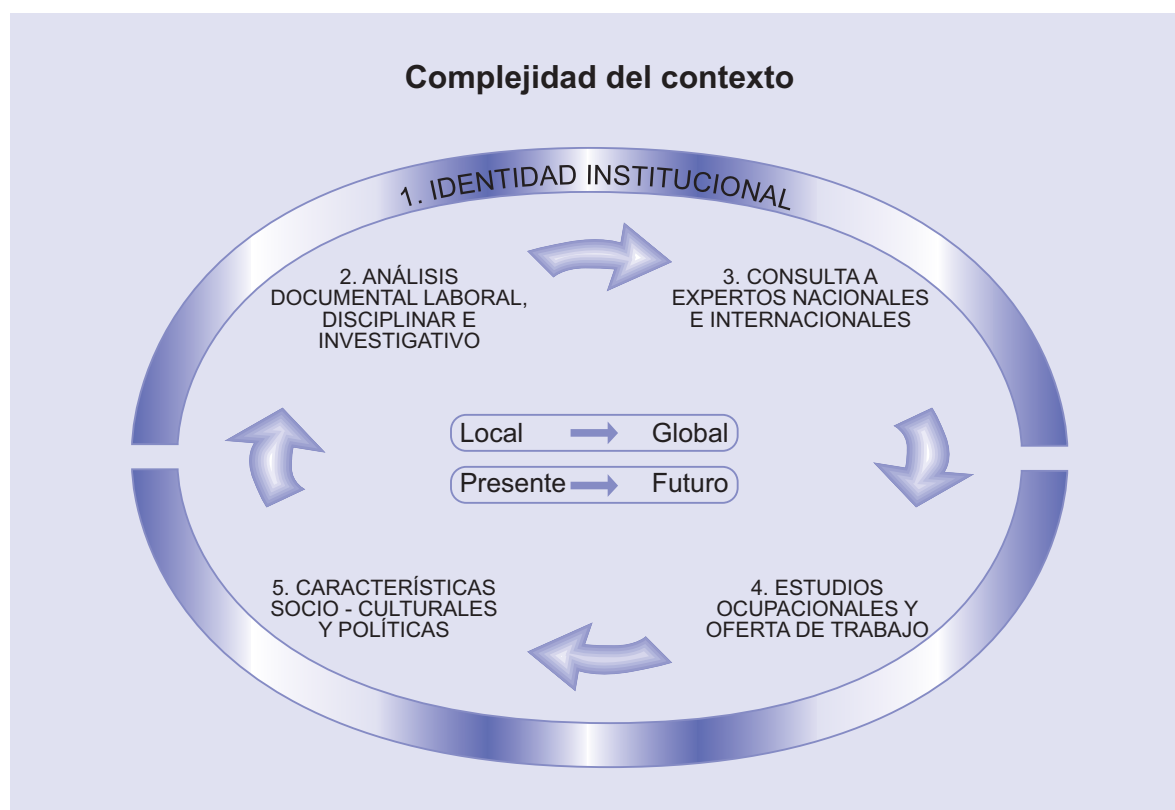 Complejidad del contexto
1. IDENTIDAD INSTITUCIONAL
2. ANÁLISIS
DOCUMENTAL LABORAL,
DISCIPLINAR E
INVESTIGATIVO
3. CONSULTA A
EXPERTOS NACIONALES
E INTERNACIONALES
Local Global
Presente Futuro
5. CARACTERÍSTICAS
SOCIO - CULTURALES
Y POLÍTICAS
4. ESTUDIOS
OCUPACIONALES Y
OFERTA DE TRABAJO